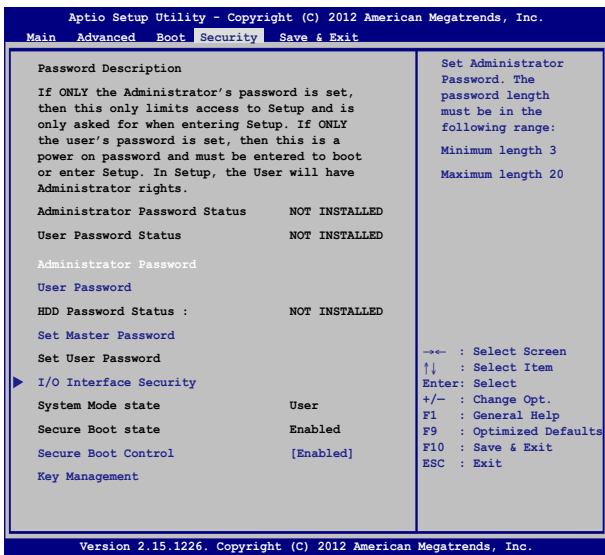 Aptio Setup Utility - Copyright (C) 2012 American Megatrends, Inc.
Main Advanced Boot Security Save & Exit
Password Description
If ONLY the Administrator's password is set,
then this only limits access to Setup and is
only asked for when entering Setup. If ONLY
the user's password is set, then this is a
power on password and must be entered to boot
or enter Setup. In Setup, the User will have
Administrator rights.
Administrator Password Status NOT INSTALLED
User Password Status NOT INSTALLED
Administrator Password
User Password
HDD Password Status : NOT INSTALLED
Set Master Password
Set User Password
I/O Interface Security
System Mode state User
Secure Boot state Enabled
Secure Boot Control [Enabled]
Key Management
Set Administrator
Password. The
password length
must be in the
following range:
Minimum length 3
Maximum length 20
→← : Select Screen
↑↓ : Select Item
Enter: Select
+/— : Change Opt.
F1 : General Help
F9 : Optimized Defaults
F10 : Save & Exit
ESC : Exit
Version 2.15.1226. Copyright (C) 2012 American Megatrends, Inc.